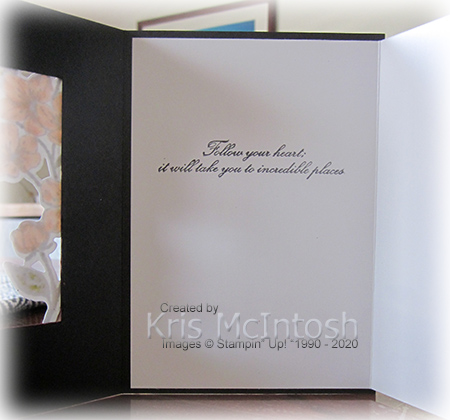 Follow your heart;
it will take you to incredible places.
Created by
Kris McIntosh
Images © Stampin' Up! "1990 - 2020